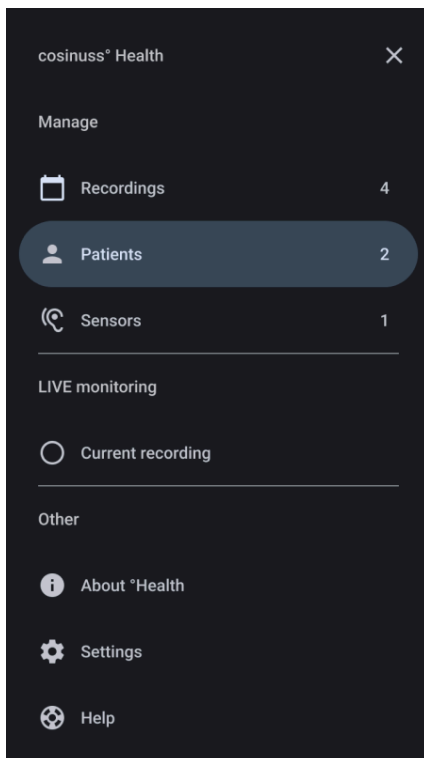 cosinuss° Health
Manage
Recordings 4
Patients 2
Sensors 1
LIVE monitoring
Current recording
Other
About °Health
Settings
Help